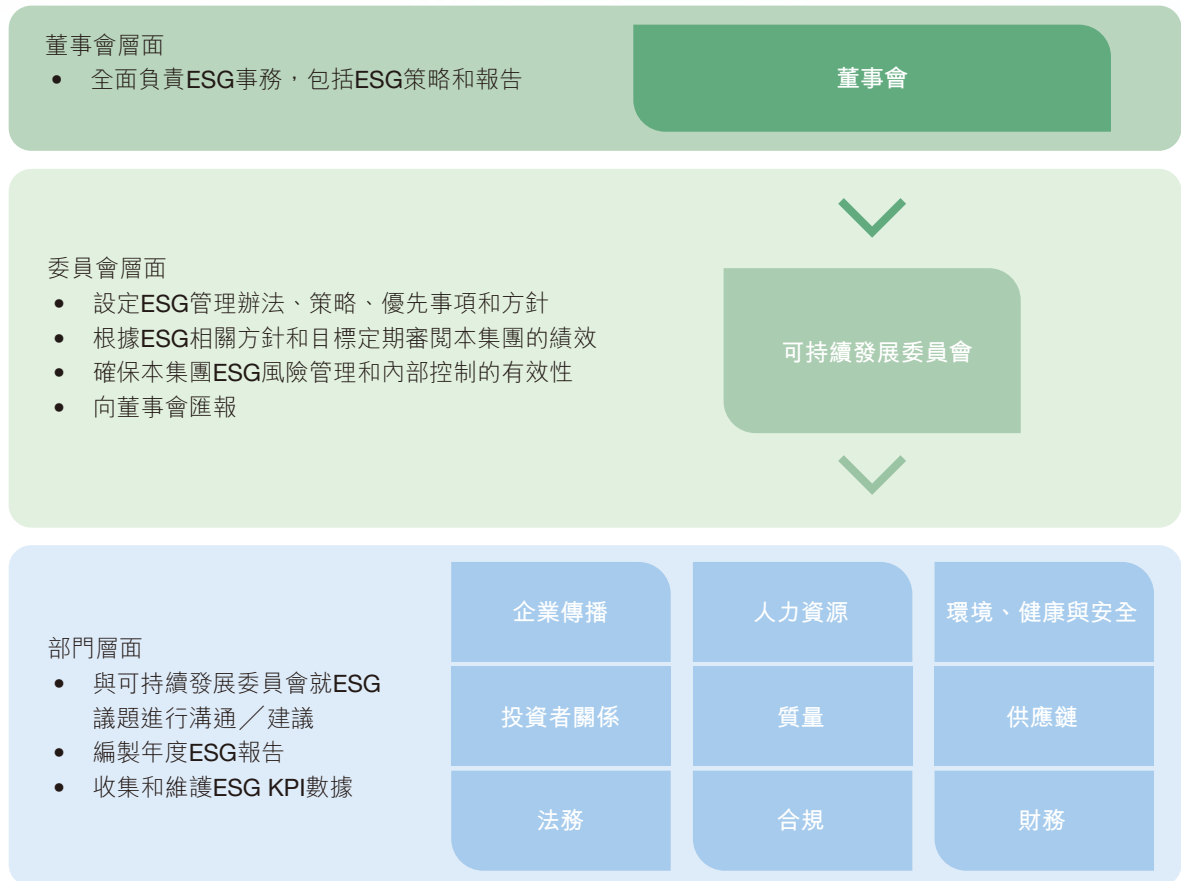 董事會層面
• 全面負責ESG事務，包括ESG策略和報告
董事會
委員會層面
• 設定ESG管理辦法、策略、優先事項和方針
• 根據ESG相關方針和目標定期審閱本集團的績效
• 確保本集團ESG風險管理和內部控制的有效性
• 向董事會匯報
可持續發展委員會
部門層面
• 與可持續發展委員會就ESG
議題進行溝通／建議
• 編製年度ESG報告
• 收集和維護ESG KPI數據
企業傳播
人力資源
環境、健康與安全
投資者關係
質量
供應鏈
法務
合規
財務